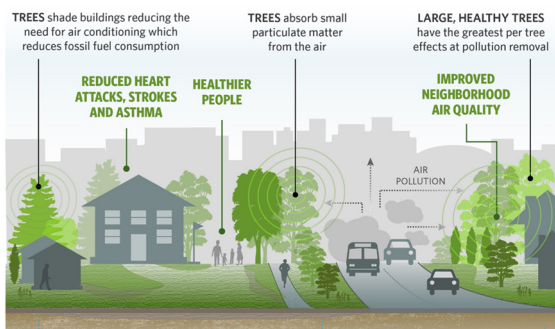 TREES shade buildings reducing the
need for air conditioning which
reduces fossil fuel consumption
TREES absorb small
particulate matter
from the air
LARGE, HEALTHY TREES
have the greatest per tree
effects at pollution removal
REDUCED HEART
ATTACKS, STROKES
AND ASTHMA
HEALTHIER
PEOPLE
IMPROVED
NEIGHBORHOOD
AIR QUALITY
AIR
POLLUTION